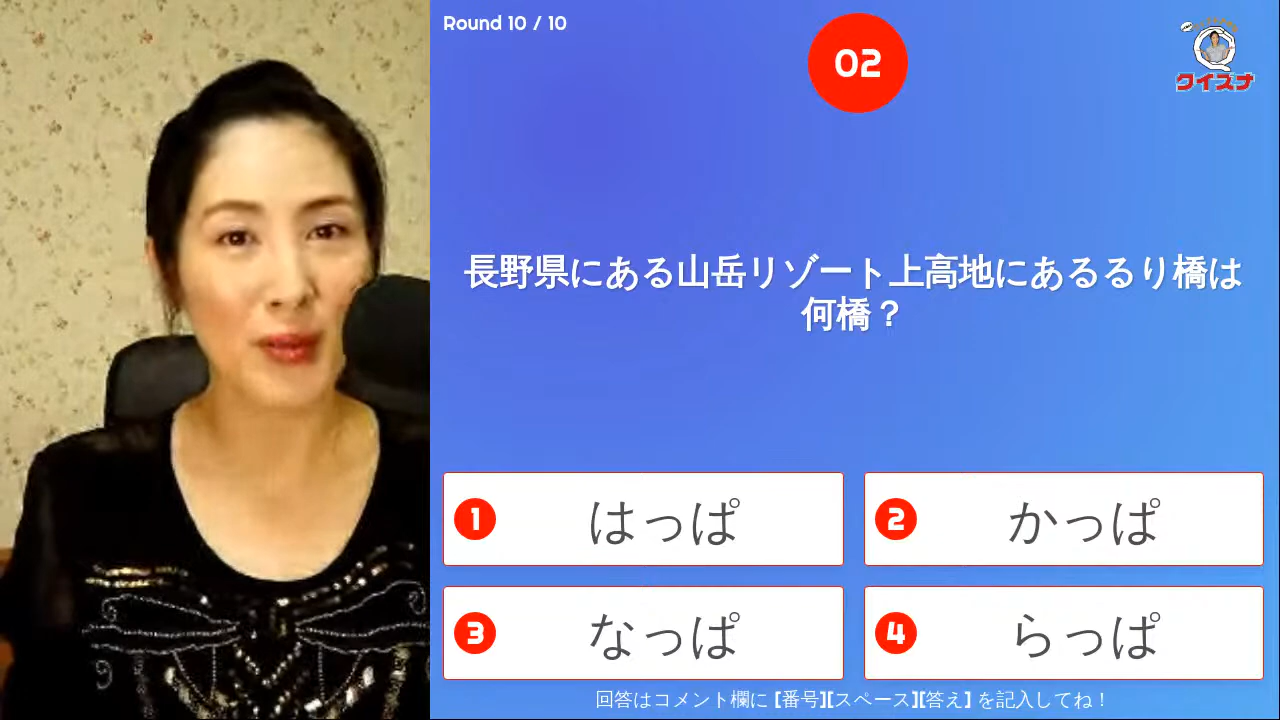 Round 10 / 10
02
クイズナ
長野県にある山岳リゾート上高地にあるるり橋は
何橋？
1 はっぱ
2 かっぱ
3 なっぱ
4 らっぱ
回答はコメント欄に [番号][スペース][答え] を記入してね！